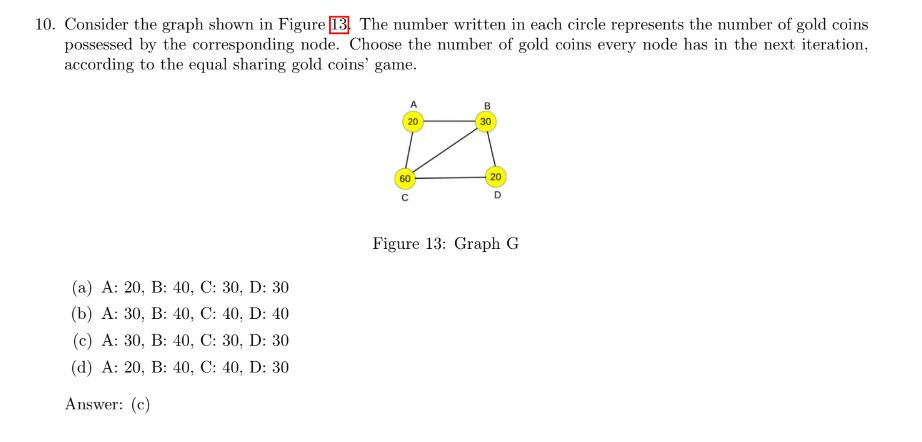 10. Consider the graph shown in Figure 13. The number written in each circle represents the number of gold coins
possessed by the corresponding node. Choose the number of gold coins every node has in the next iteration,
according to the equal sharing gold coins' game.
A
B
20
30
60
20
C
D
Figure 13: Graph G
(a) A: 20, B: 40, C: 30, D: 30
(b) A: 30, B: 40, C: 40, D: 40
(c) A: 30, B: 40, C: 30, D: 30
(d) A: 20, B: 40, C: 40, D: 30
Answer: (c)